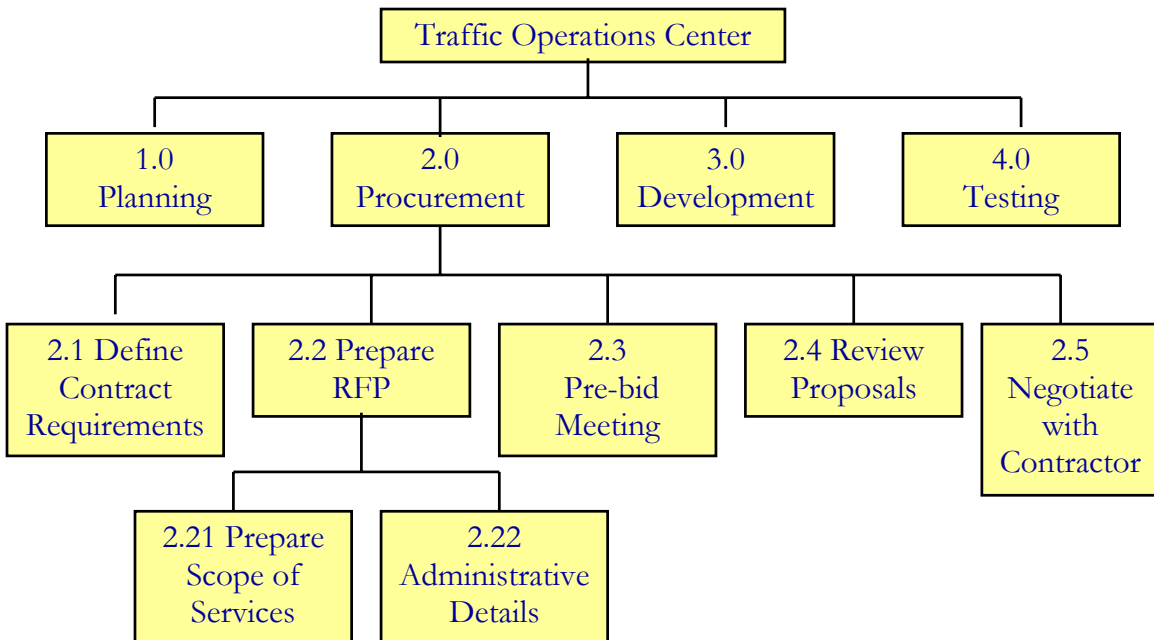 Traffic Operations Center
1.0
Planning
2.0
Procurement
3.0
Development
4.0
Testing
2.1 Define
Contract
Requirements
2.2 Prepare
RFP
2.3
Pre-bid
Meeting
2.4 Review
Proposals
2.5
Negotiate
with
Contractor
2.21 Prepare
Scope of
Services
2.22
Administrative
Details